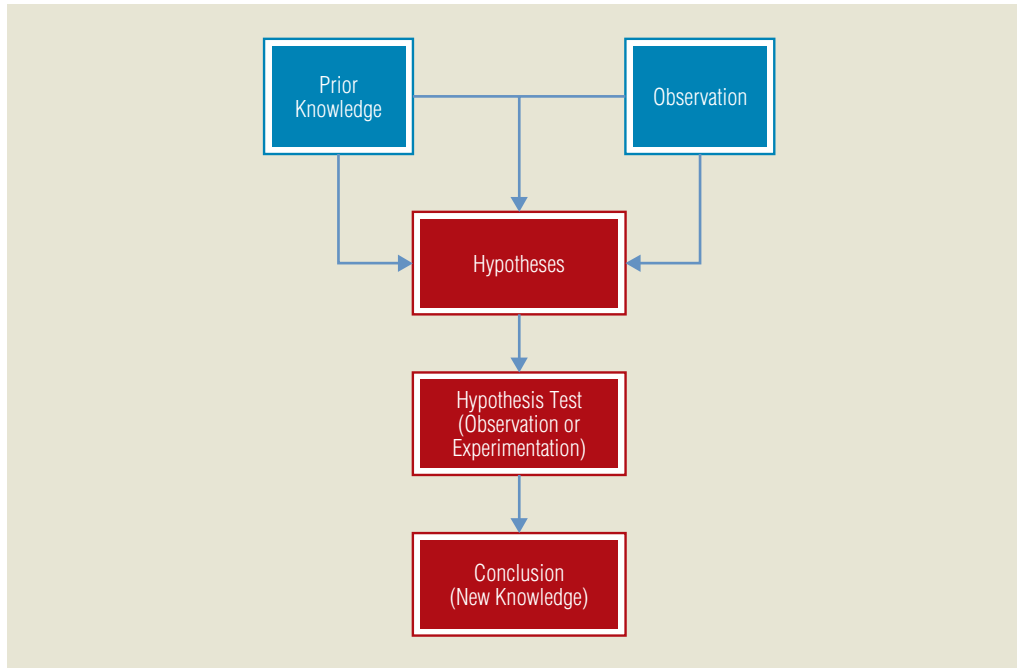 Prior
Knowledge
Observation
Hypotheses
Hypothesis Test
(Observation or
Experimentation)
Conclusion
(New Knowledge)